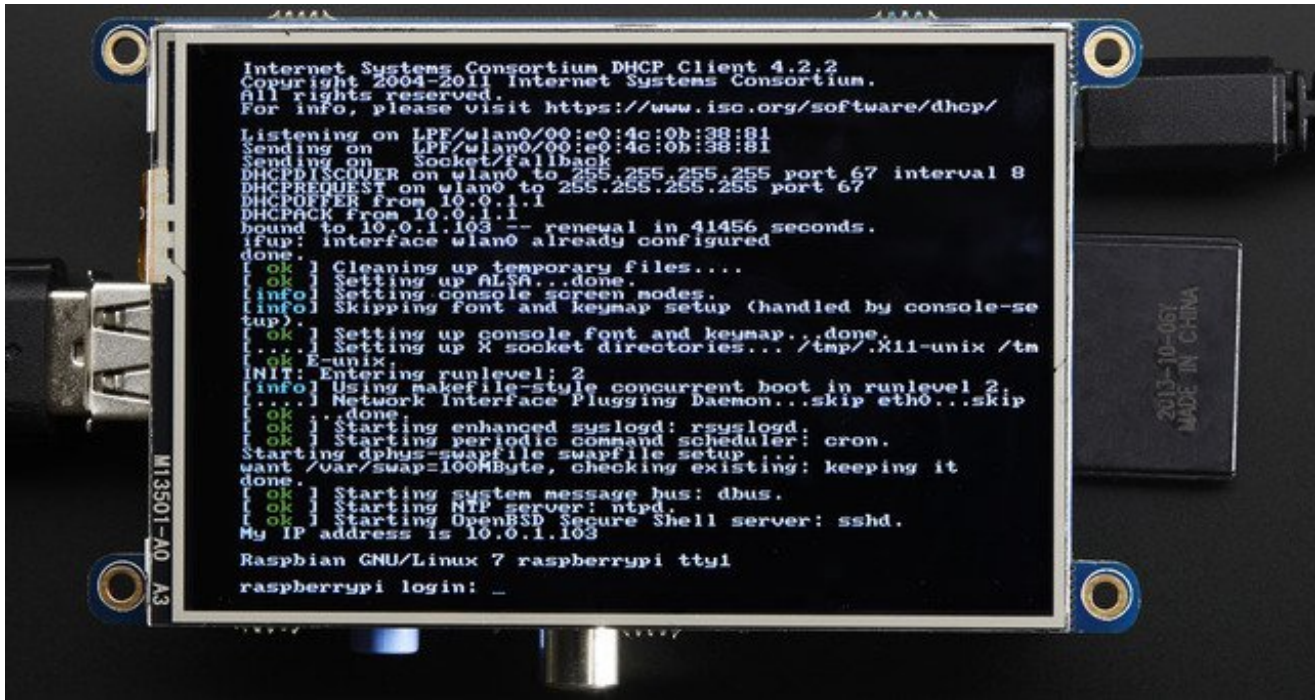 Internet Systems Consortium DHCP Client 4.2.2
Copyright 2004-2011 Internet Systems Consortium.
All rights reserved.
For info, please visit https://www.isc.org/software/dhcp/
Listening on LPF/wlan0/00:e0:4c:0b:38:81
Sending on   LPF/wlan0/00:e0:4c:0b:38:81
Sending on   Socket/fallback
DHCPDISCOVER on wlan0 to 255.255.255.255 port 67 interval 8
DHCPREQUEST on wlan0 to 255.255.255.255 port 67
DHCPOFFER from 10.0.1.1
DHCPACK from 10.0.1.1
bound to 10.0.1.103 -- renewal in 41456 seconds.
ifup: interface wlan0 already configured
done.
[ ok ] Cleaning up temporary files....
[ ok ] Setting up ALSA...done.
[info] Setting console screen modes.
[info] Skipping font and keymap setup (handled by console-se
tup).
[ ok ] Setting up console font and keymap...done.
[....] Setting up X socket directories... /tmp/.X11-unix /tm
[ ok E-unix.
INIT: Entering runlevel: 2
[info] Using makefile-style concurrent boot in runlevel 2.
[....] Network Interface Plugging Daemon...skip eth0...skip
[ ok ...done.
[ ok ] Starting enhanced syslogd: rsyslogd.
[ ok ] Starting periodic command scheduler: cron.
Starting dphys-swapfile swapfile setup ...
want /var/swap=100MByte, checking existing: keeping it
done.
[ ok ] Starting system message bus: dbus.
[ ok ] Starting NTP server: ntpd.
[ ok ] Starting OpenBSD Secure Shell server: sshd.
My IP address is 10.0.1.103
Raspbian GNU/Linux 7 raspberrypi tty1
raspberrypi login: _
M13501-A0 A3
2013-10-06Y
MADE IN CHINA